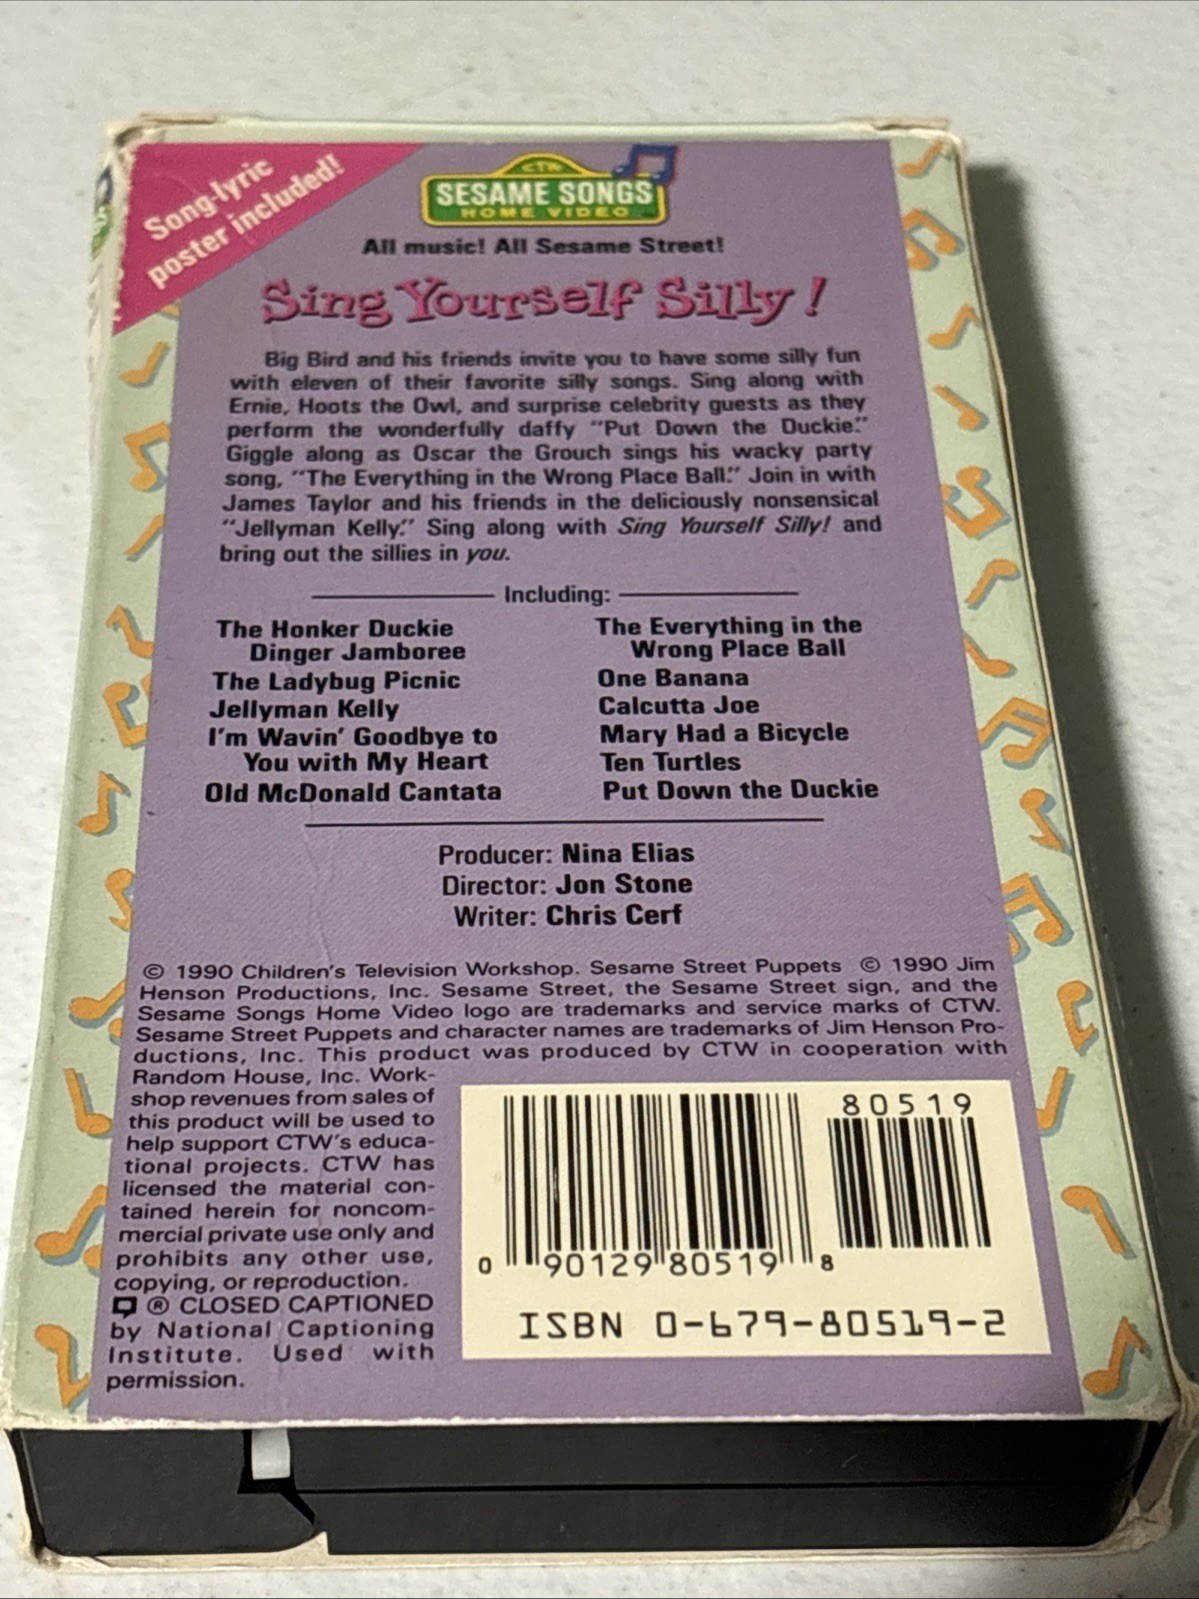 Song-lyric
poster included!
CTW
SESAME SONGS
HOME VIDEO
All music! All Sesame Street!
Sing Yourself Silly!
Big Bird and his friends invite you to have some silly fun
with eleven of their favorite silly songs. Sing along with
Ernie, Hoots the Owl, and surprise celebrity guests as they
perform the wonderfully daffy "Put Down the Duckie."
Giggle along as Oscar the Grouch sings his wacky party
song, "The Everything in the Wrong Place Ball." Join in with
James Taylor and his friends in the deliciously nonsensical
"Jellyman Kelly." Sing along with Sing Yourself Silly! and
bring out the sillies in you.
Including:
The Honker Duckie
Dinger Jamboree
The Ladybug Picnic
Jellyman Kelly
I'm Wavin' Goodbye to
You with My Heart
Old McDonald Cantata
The Everything in the
Wrong Place Ball
One Banana
Calcutta Joe
Mary Had a Bicycle
Ten Turtles
Put Down the Duckie
Producer: Nina Elias
Director: Jon Stone
Writer: Chris Cerf
© 1990 Children's Television Workshop. Sesame Street Puppets © 1990 Jim
Henson Productions, Inc. Sesame Street, the Sesame Street sign, and the
Sesame Songs Home Video logo are trademarks and service marks of CTW.
Sesame Street Puppets and character names are trademarks of Jim Henson Pro-
ductions, Inc. This product was produced by CTW in cooperation with
Random House, Inc. Work-
shop revenues from sales of
this product will be used to
help support CTW's educa-
tional projects. CTW has
licensed the material con-
tained herein for noncom-
mercial private use only and
prohibits any other use,
copying, or reproduction.
® CLOSED CAPTIONED
by National Captioning
Institute. Used with
permission.
80519
0 90129 80519 8
ISBN 0-679-80519-2